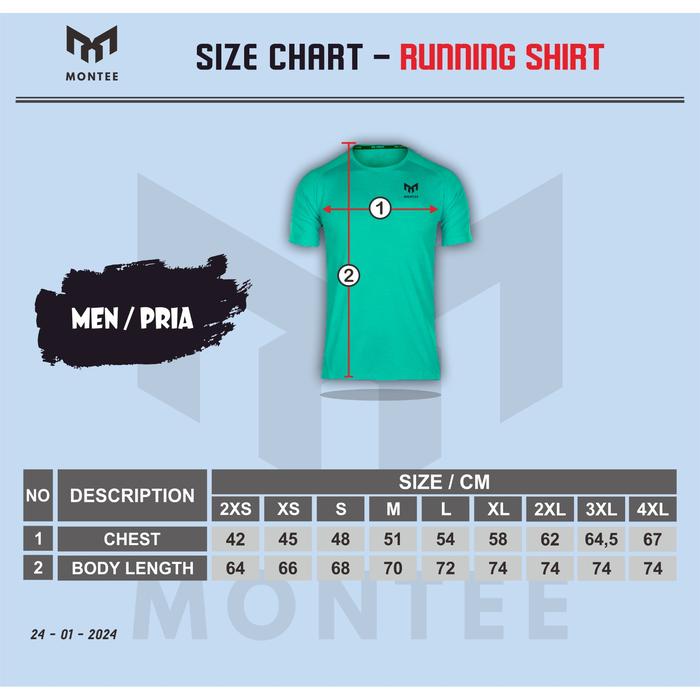 MONTEE
SIZE CHART – RUNNING SHIRT
MONTEE
1
2
MEN / PRIA
NO DESCRIPTION SIZE / CM
2XS XS S M L XL 2XL 3XL 4XL
1 CHEST 42 45 48 51 54 58 62 64,5 67
2 BODY LENGTH 64 66 68 70 72 74 74 74 74
MONTEE
24 - 01 - 2024